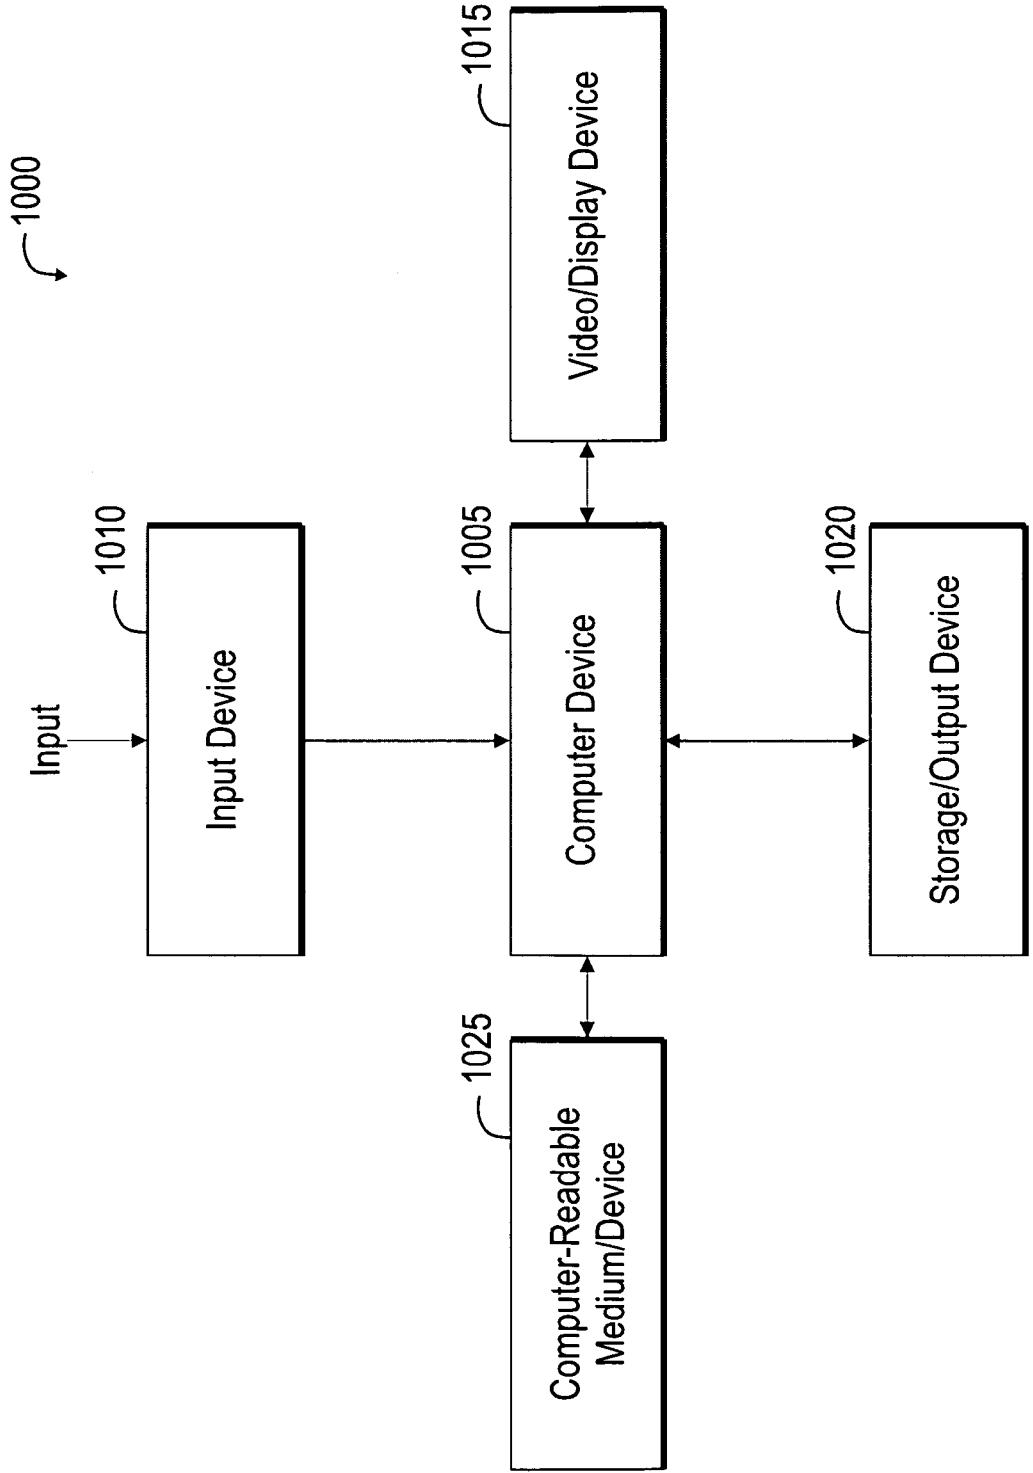 1000
Input
1010
Input Device
1025
Computer-Readable
Medium/Device
1005
Computer Device
1015
Video/Display Device
1020
Storage/Output Device